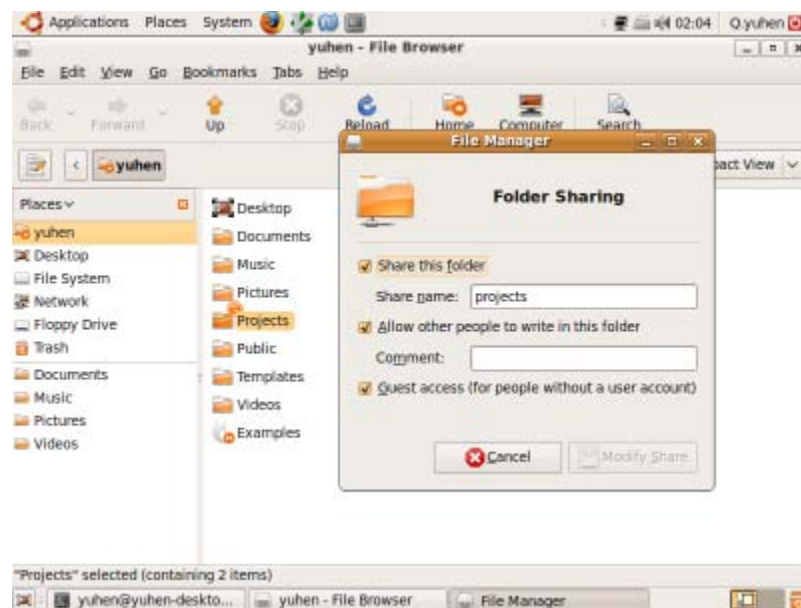 Applications Places System 02:04 Q.yuhen
yuhen - File Browser
File Edit View Go Bookmarks Tabs Help
Back Forward Up Stop Reload Home Computer Search
yuhen
View
Places
yuhen
Desktop
File System
Network
Floppy Drive
Trash
Documents
Music
Pictures
Videos
Desktop
Documents
Music
Pictures
Projects
Public
Templates
Videos
Examples
File Manager
Folder Sharing
Share this folder
Share name: projects
Allow other people to write in this folder
Comment:
Guest access (for people without a user account)
Cancel Modify Share
"Projects" selected (containing 2 items)
yuhen@yuhen-deskto... yuhen - File Browser File Manager